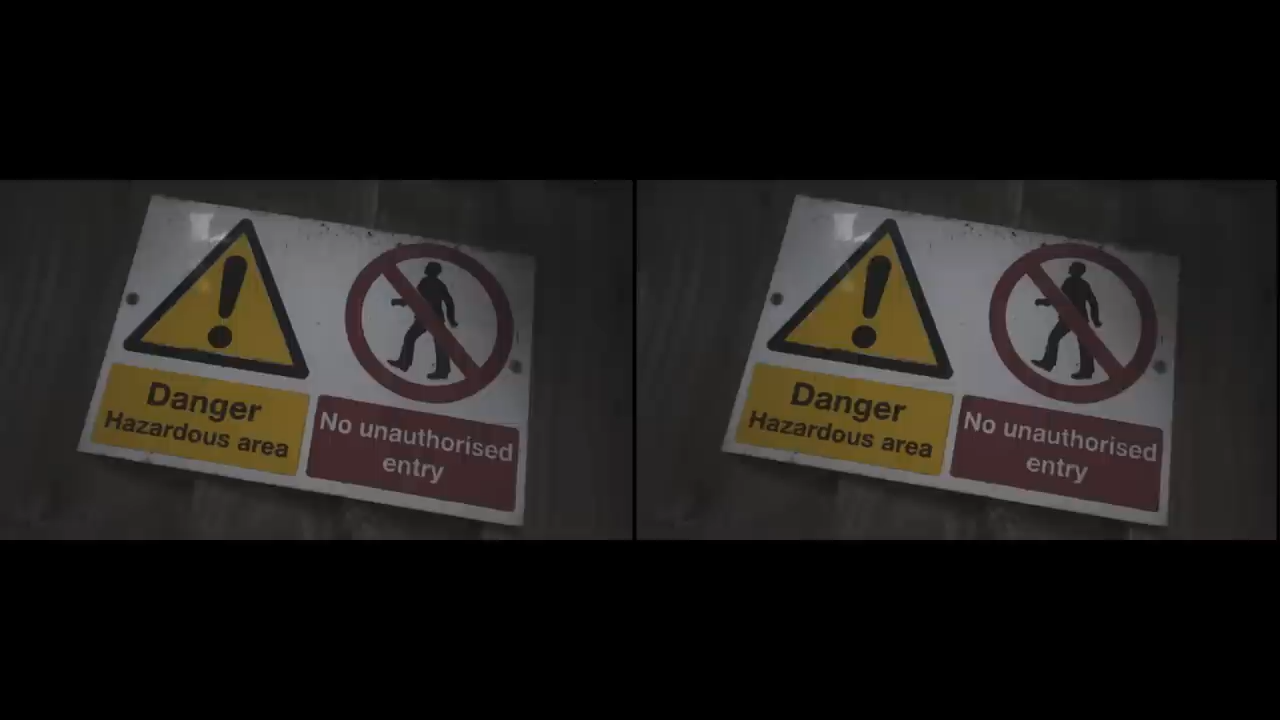 Danger
Hazardous area
No unauthorised
entry
Danger
Hazardous area
No unauthorised
entry